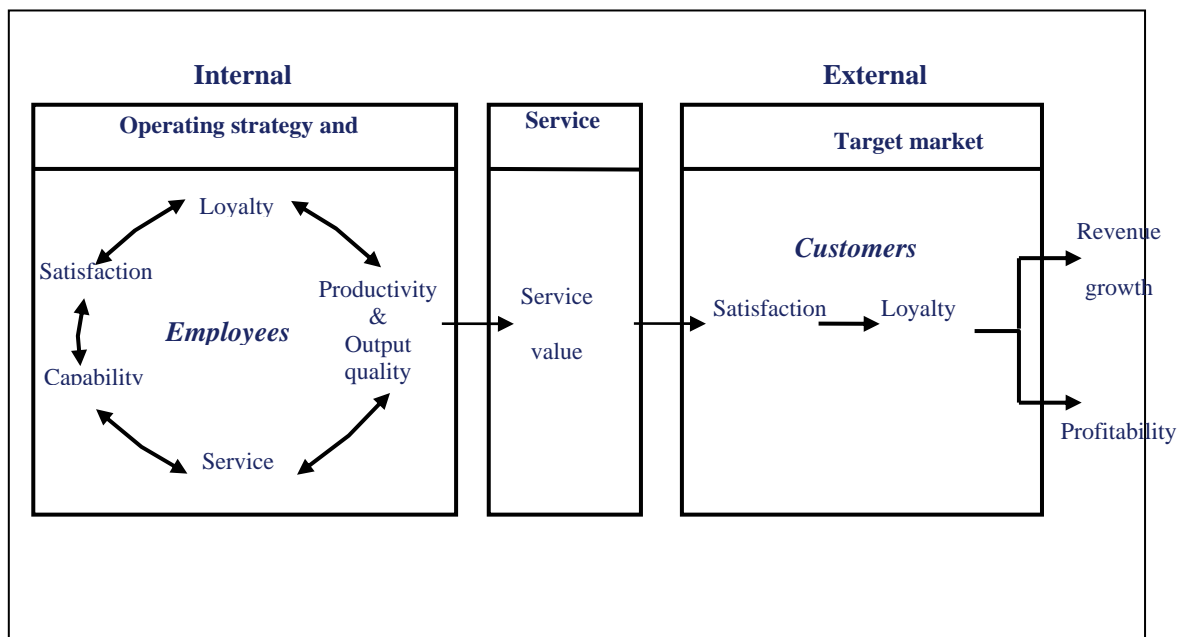 Internal
External
Operating strategy and
Service
Target market
Loyalty
Satisfaction
Productivity
&
Output
quality
Employees
Capability
Service
Service
value
Customers
Satisfaction
Loyalty
Revenue
growth
Profitability